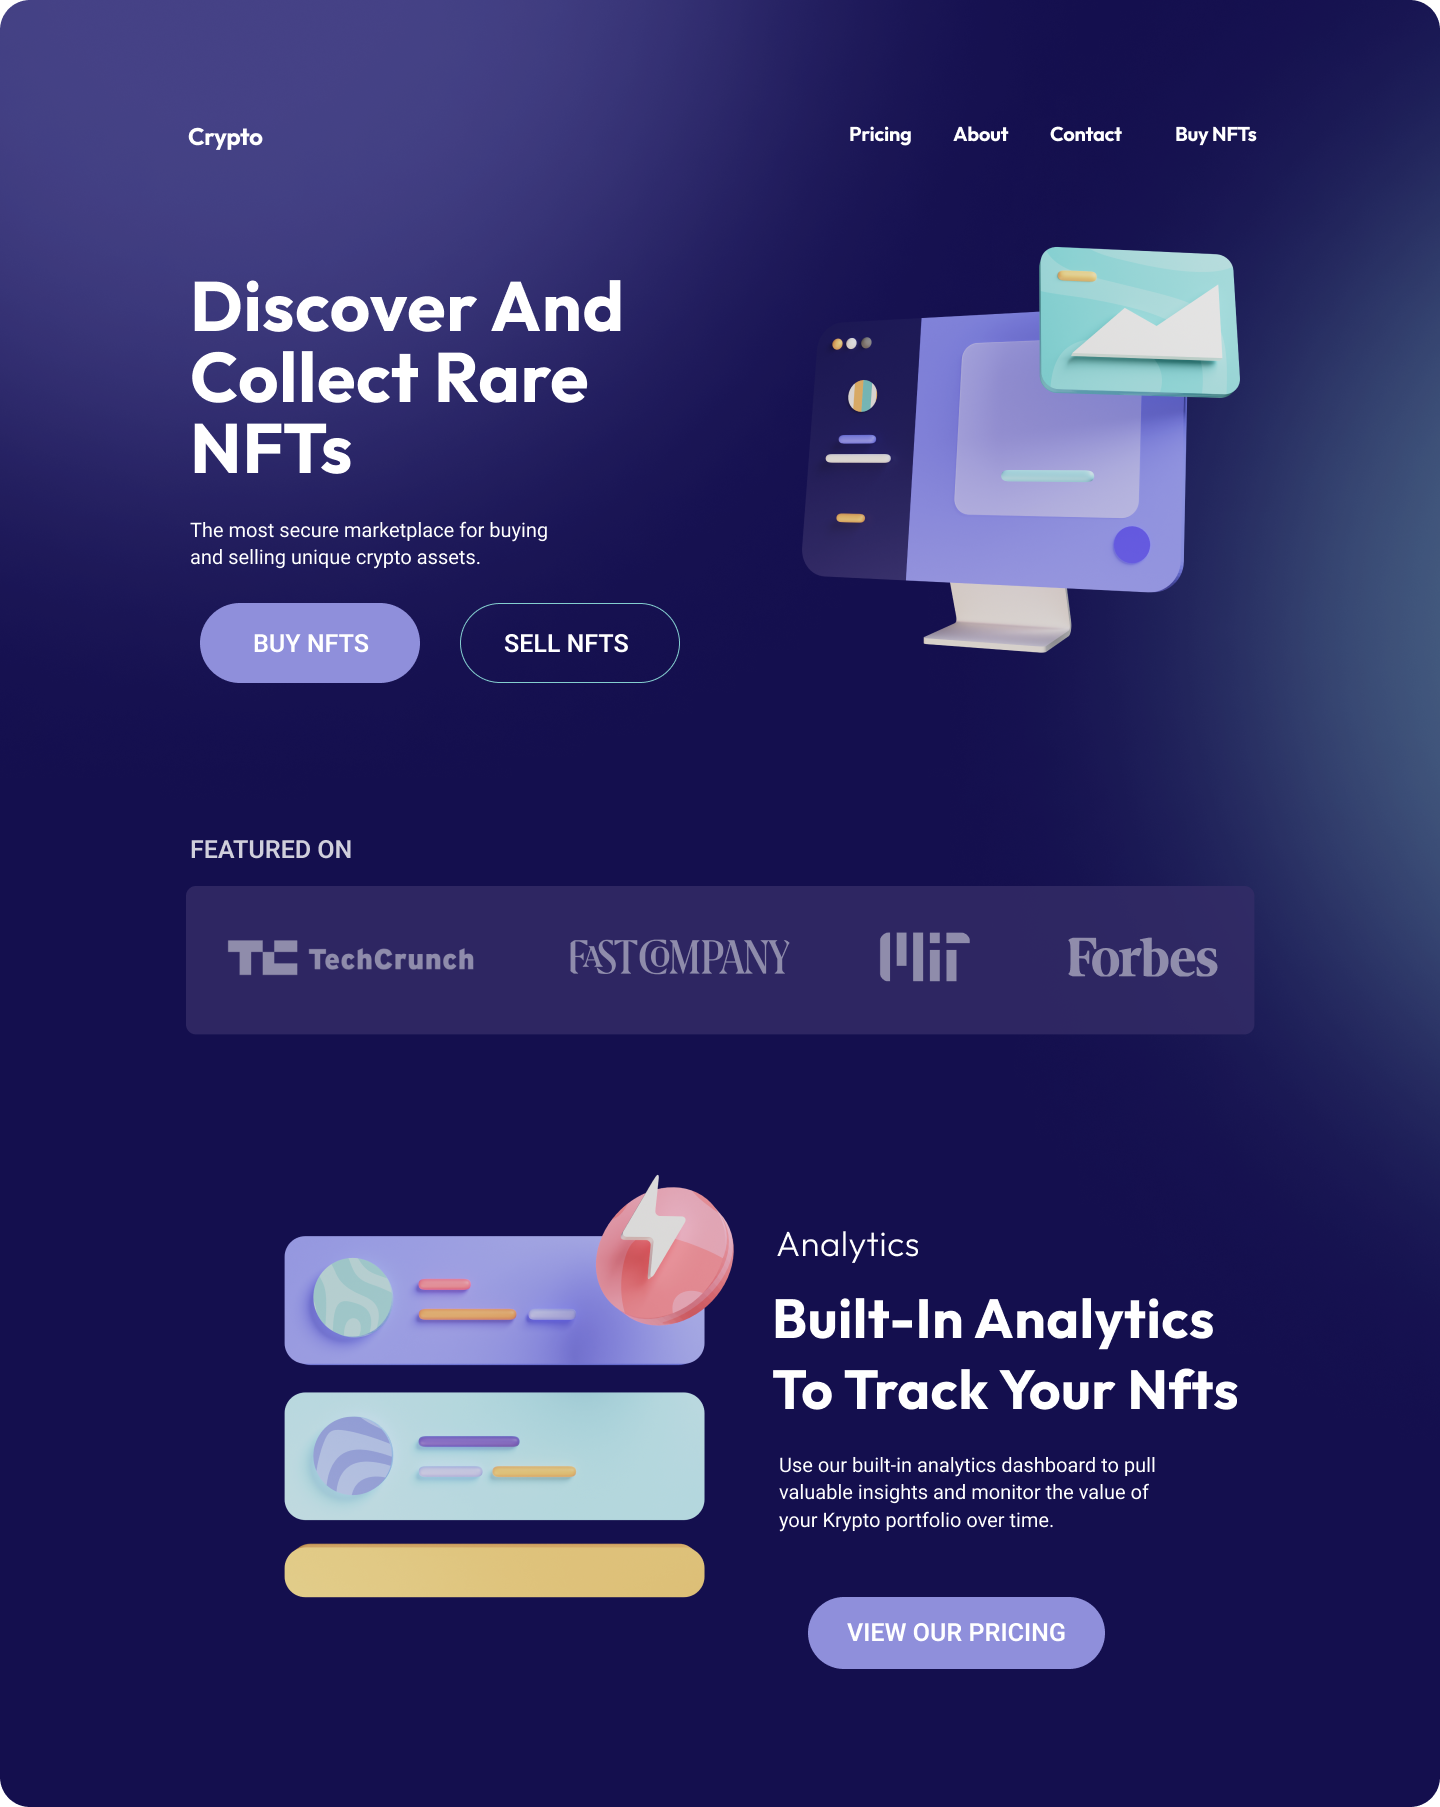 Crypto
Pricing About Contact Buy NFTs
Discover And
Collect Rare
NFTs
The most secure marketplace for buying
and selling unique crypto assets.
BUY NFTS
SELL NFTS
FEATURED ON
TC TechCrunch
FAST COMPANY
MIT
Forbes
Analytics
Built-In Analytics
To Track Your Nfts
Use our built-in analytics dashboard to pull
valuable insights and monitor the value of
your Krypto portfolio over time.
VIEW OUR PRICING